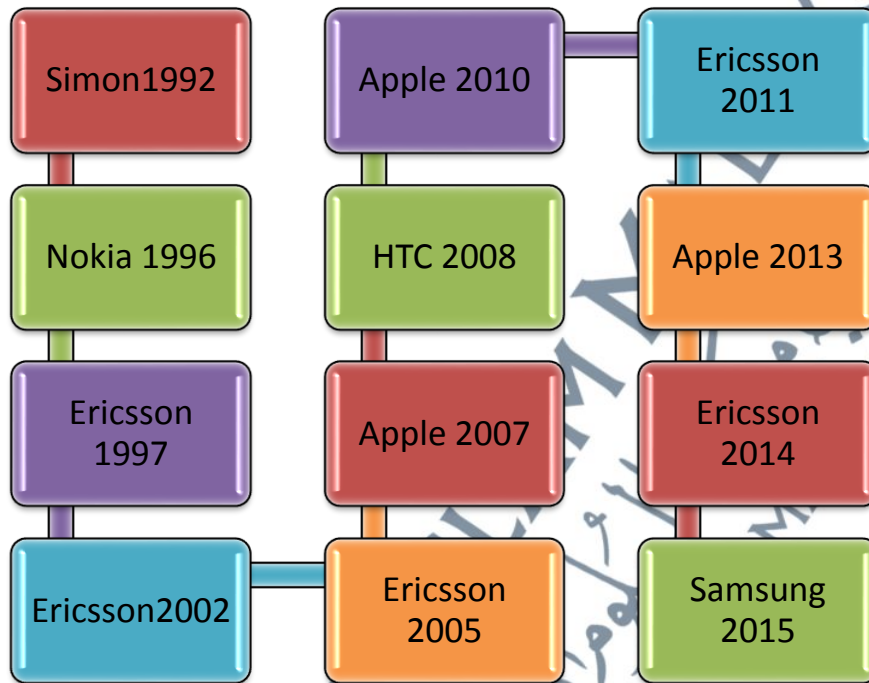 Simon1992
Nokia 1996
Ericsson
1997
Ericsson2002
Ericsson
2005
Apple 2007
HTC 2008
Apple 2010
Ericsson
2011
Apple 2013
Ericsson
2014
Samsung
2015